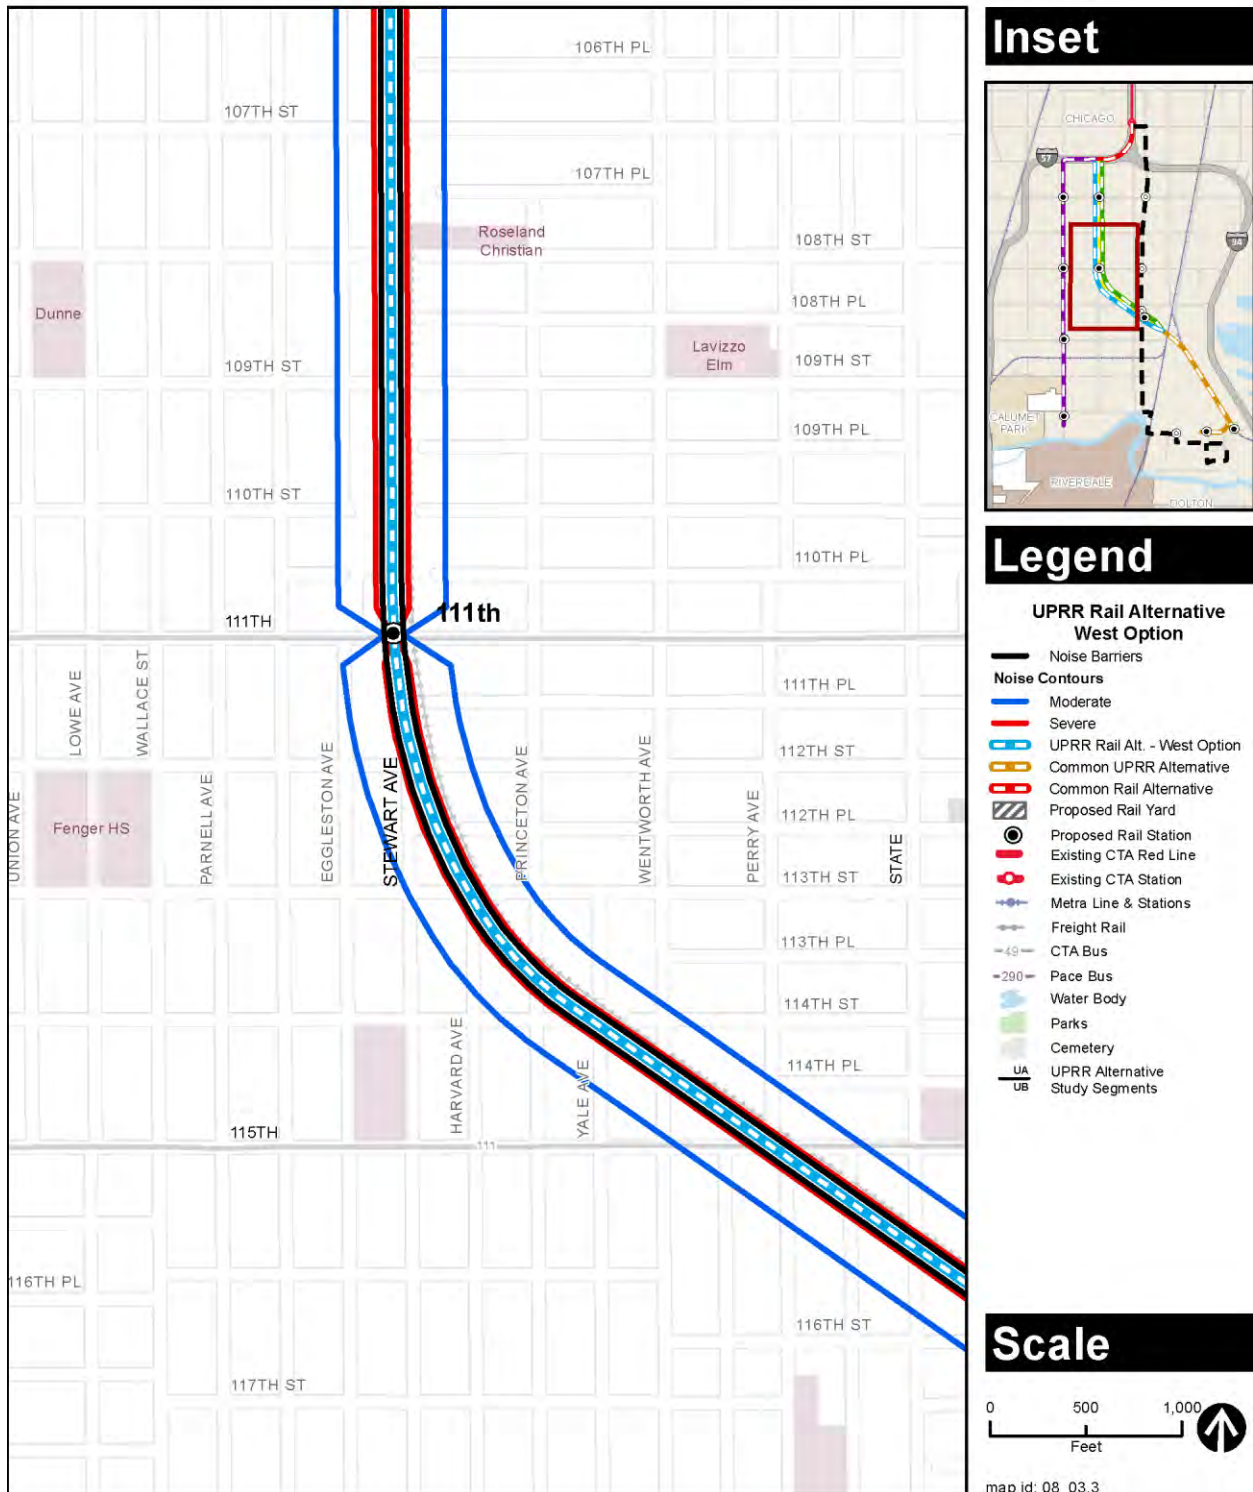 106TH PL
107TH ST
107TH PL
Roseland
Christian
108TH ST
Dunne
108TH PL
Lavizzo
Elm
109TH ST
109TH ST
109TH PL
110TH ST
110TH PL
111TH
111th
LOWE AVE
WALLACE ST
111TH PL
112TH ST
UNION AVE
Fenger HS
PARNELL AVE
EGGLESTON AVE
STEWART AVE
PRINCETON AVE
WENTWORTH AVE
PERRY AVE
STATE
112TH PL
113TH ST
113TH PL
114TH ST
114TH PL
HARVARD AVE
YALE AVE
115TH
111
116TH PL
116TH ST
117TH ST
Inset
CHICAGO
57
94
CALUMET
PARK
RIVERDALE
DOLTON
Legend
UPRR Rail Alternative
West Option
Noise Barriers
Noise Contours
Moderate
Severe
UPRR Rail Alt. - West Option
Common UPRR Alternative
Common Rail Alternative
Proposed Rail Yard
Proposed Rail Station
Existing CTA Red Line
Existing CTA Station
Metra Line & Stations
Freight Rail
49 CTA Bus
290 Pace Bus
Water Body
Parks
Cemetery
UA UPRR Alternative
UB Study Segments
Scale
0 500 1,000
Feet
map id: 08_03.3